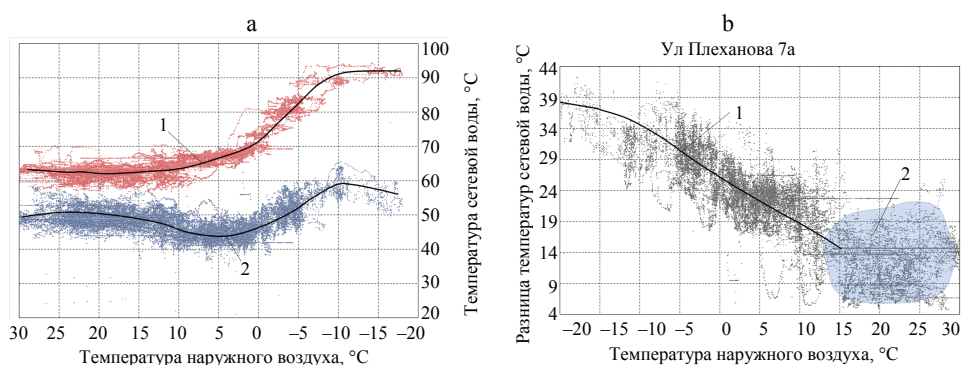 а
100
90
80
70
60
50
40
30
20
1
2
30 25 20 15 10 5 0 –5 –10 –15 –20
Температура наружного воздуха, °С
Температура сетевой воды, °С
b
Ул Плеханова 7а
44
39
34
29
24
19
14
9
4
1
2
–20 –15 –10 –5 0 5 10 15 20 25 30
Температура наружного воздуха, °С
Разница температур сетевой воды, °С